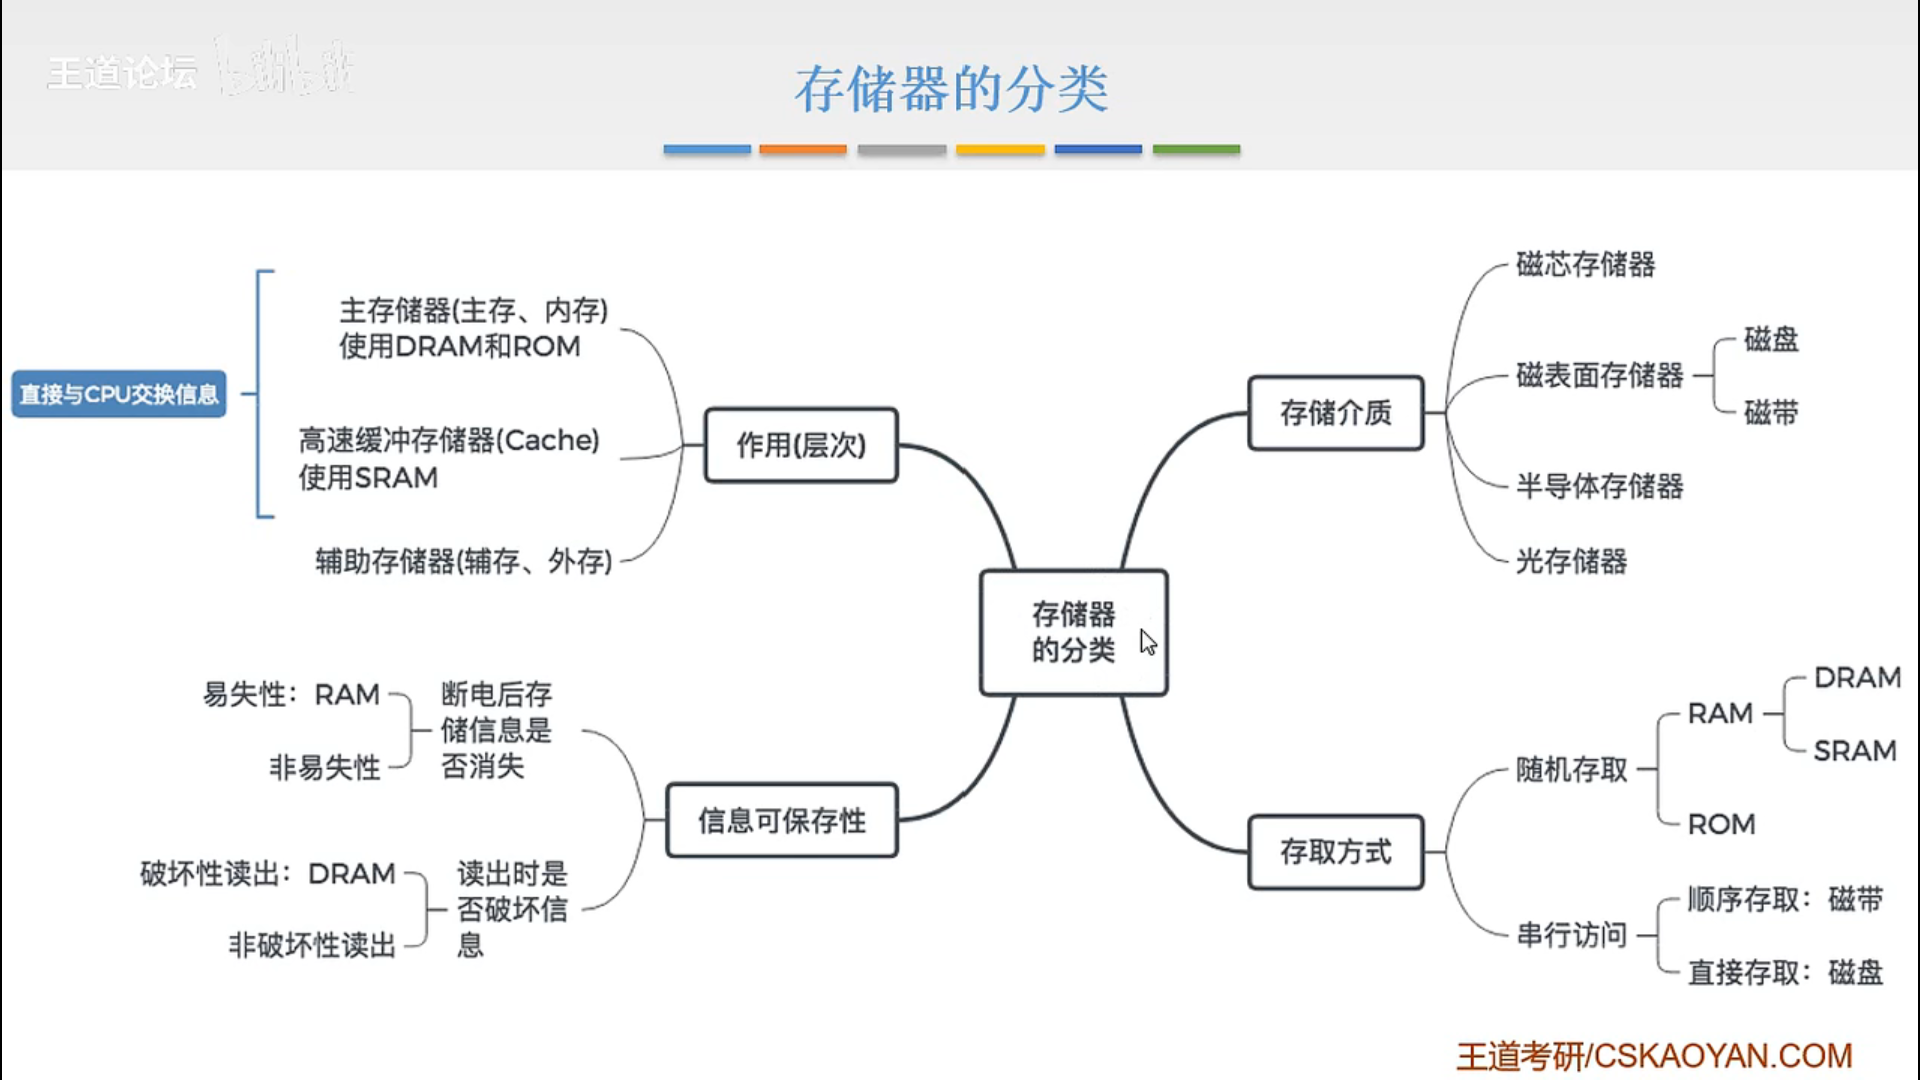 王道论坛 bilibili
存储器的分类
直接与CPU交换信息
主存储器(主存、内存)
使用DRAM和ROM
高速缓冲存储器(Cache)
使用SRAM
辅助存储器(辅存、外存)
作用(层次)
易失性：RAM
非易失性
断电后存
储信息是
否消失
破坏性读出：DRAM
非破坏性读出
读出时是
否破坏信
息
信息可保存性
存储器
的分类
存储介质
磁芯存储器
磁表面存储器
磁盘
磁带
半导体存储器
光存储器
存取方式
随机存取
RAM
DRAM
SRAM
ROM
串行访问
顺序存取：磁带
直接存取：磁盘
王道考研/CSKAOYAN.COM